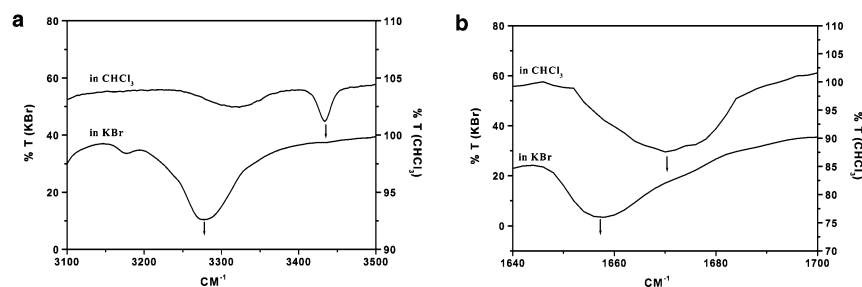 a
80
60
40
20
0
% T (KBr)
in CHCl3
in KBr
110
105
100
95
90
% T (CHCl3)
3100
3200
3300
3400
3500
CM-1
b
80
60
40
20
0
% T (KBr)
in CHCl3
in KBr
110
105
100
95
90
85
80
75
70
% T (CHCl3)
1640
1660
1680
1700
CM-1